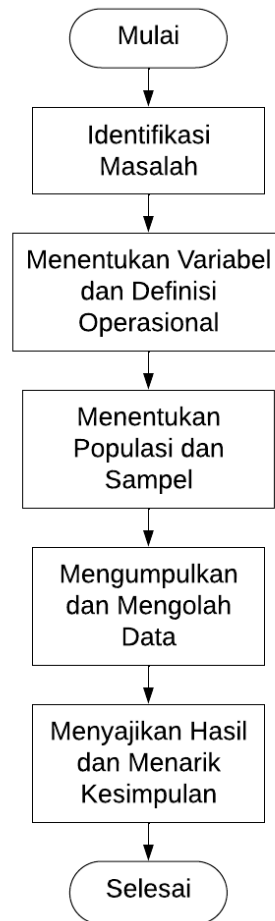 Mulai
Identifikasi
Masalah
Menentukan Variabel
dan Definisi
Operasional
Menentukan
Populasi dan
Sampel
Mengumpulkan
dan Mengolah
Data
Menyajikan Hasil
dan Menarik
Kesimpulan
Selesai